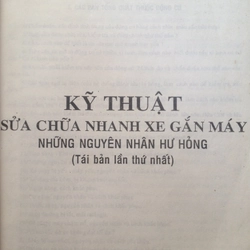 KỸ THUẬT
SỬA CHỮA NHANH XE GẮN MÁY
NHỮNG NGUYÊN NHÂN HƯ HỎNG
(Tái bản lần thứ nhất)